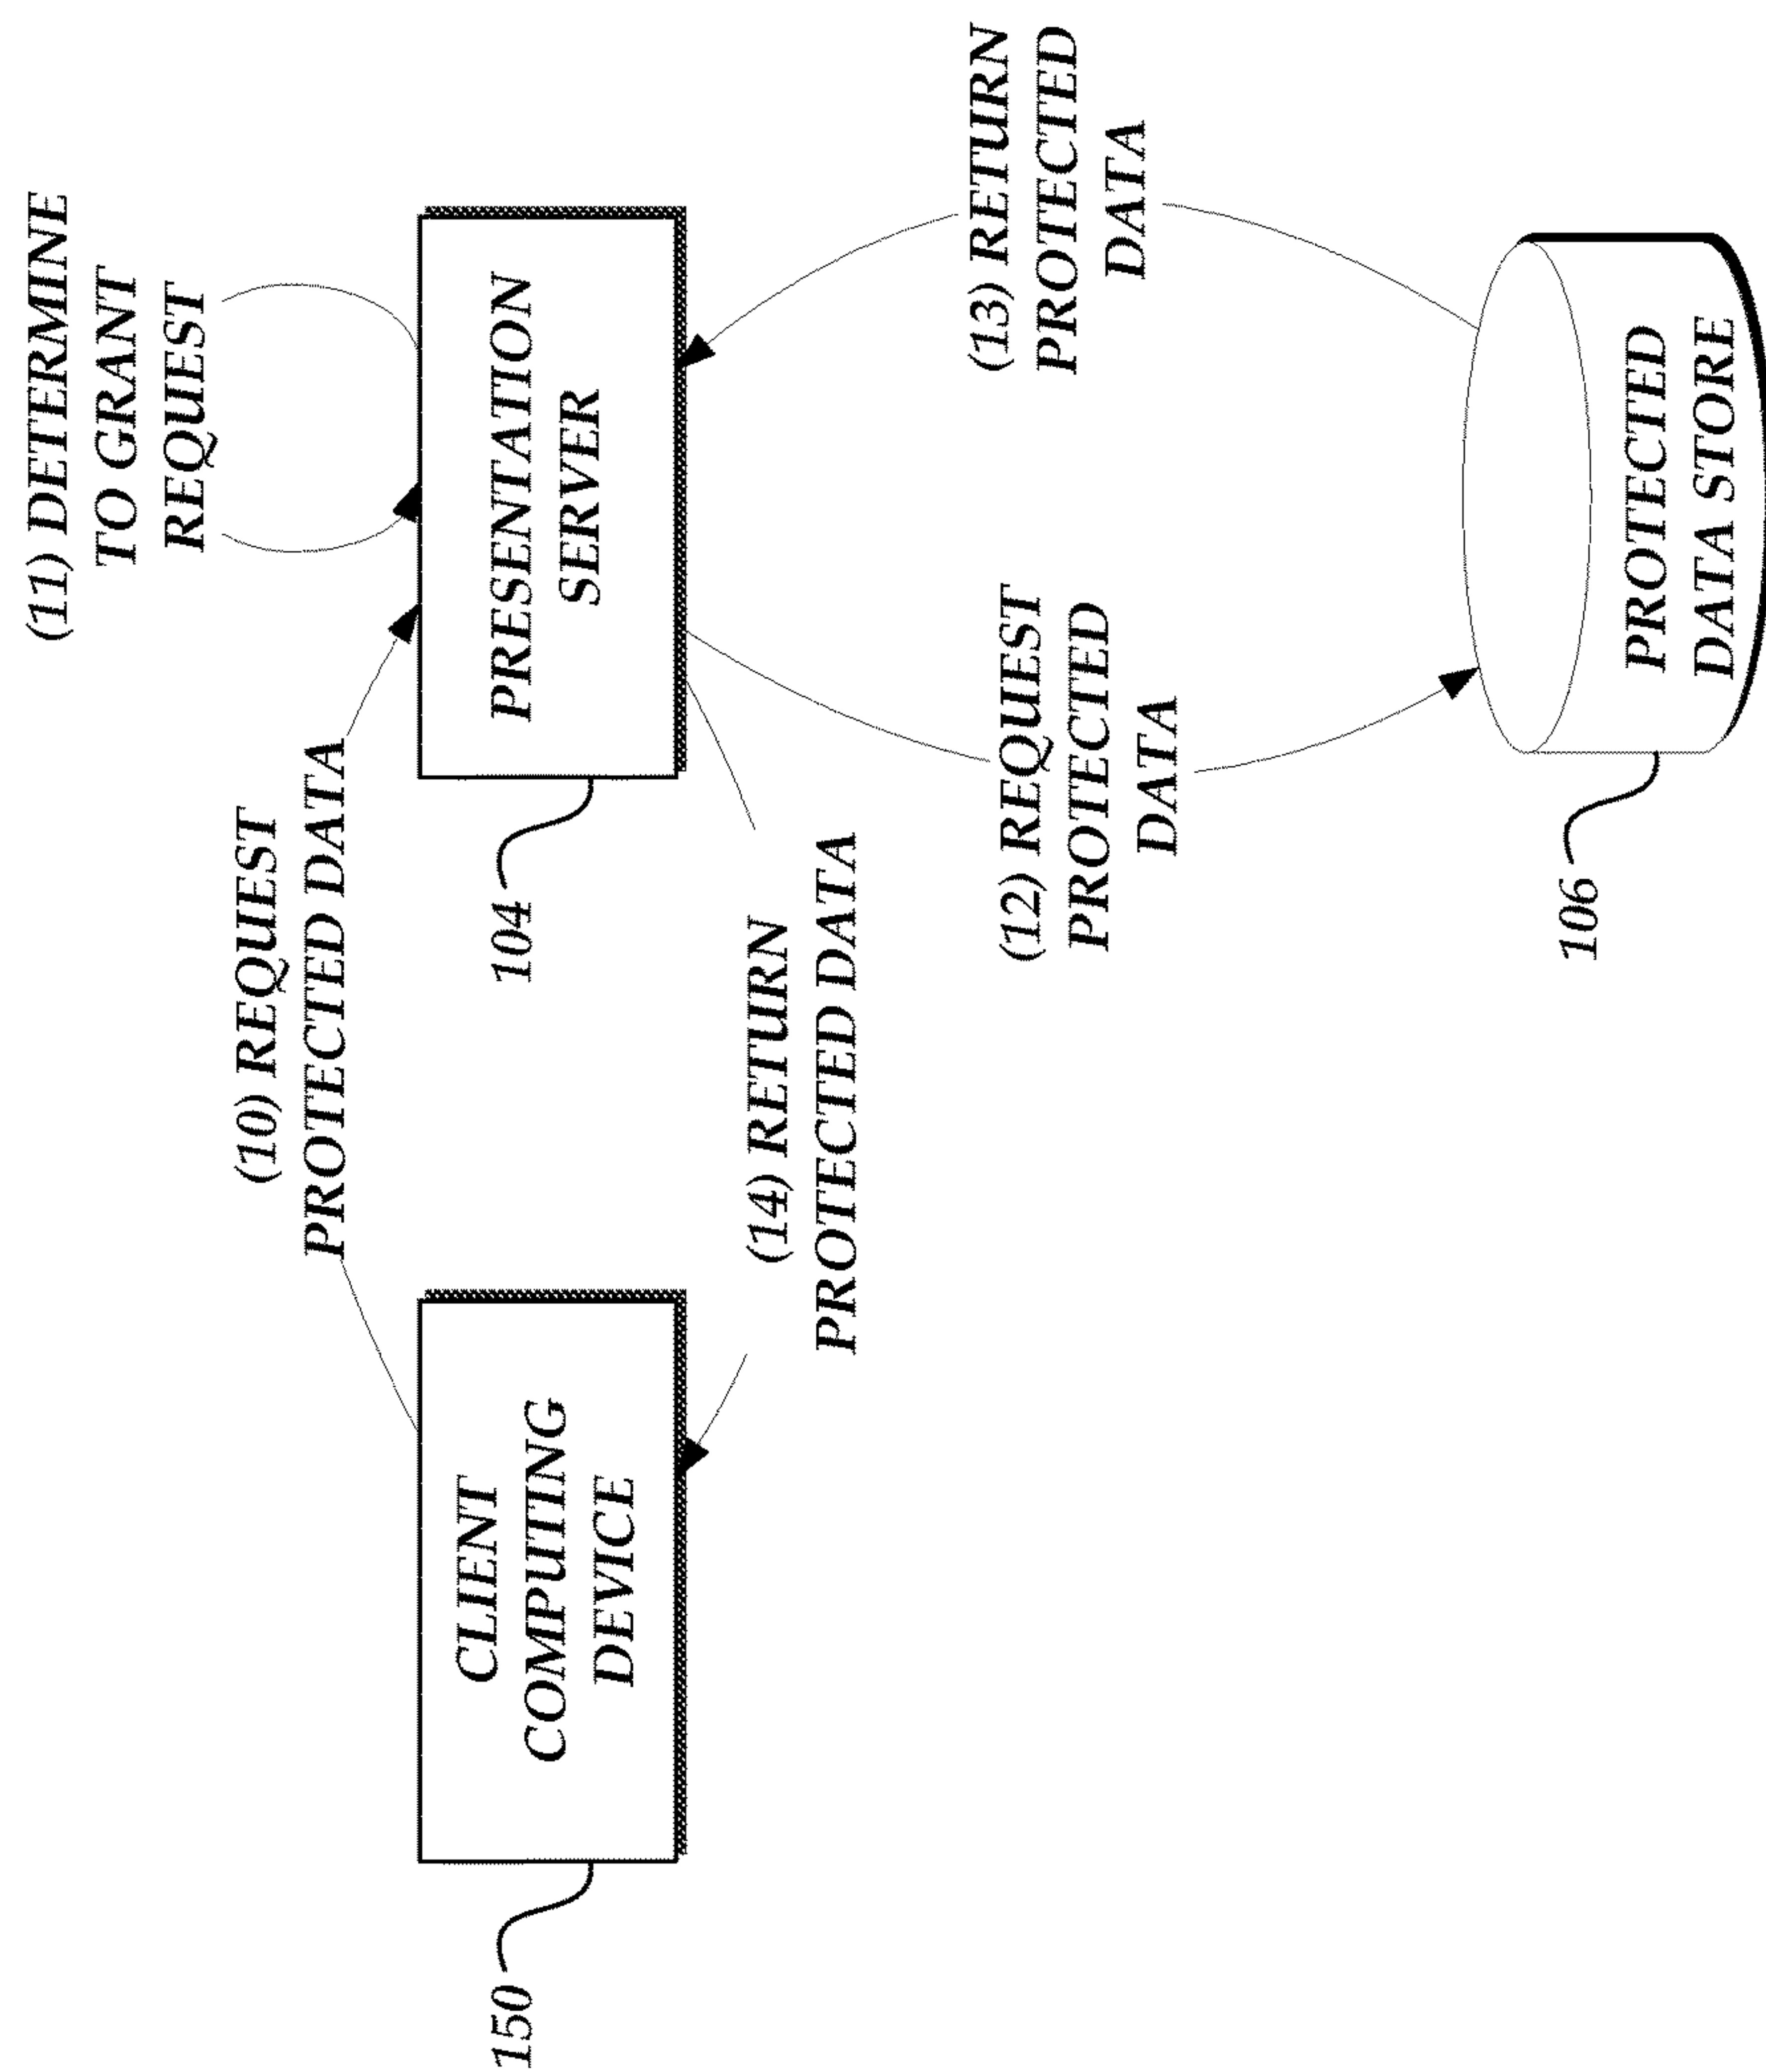 (11) DETERMINE
TO GRANT
REQUEST
(10) REQUEST
PROTECTED DATA
CLIENT
COMPUTING
DEVICE
150
PRESENTATION
SERVER
104
(14) RETURN
PROTECTED DATA
(12) REQUEST
PROTECTED
DATA
(13) RETURN
PROTECTED
DATA
PROTECTED
DATA STORE
106